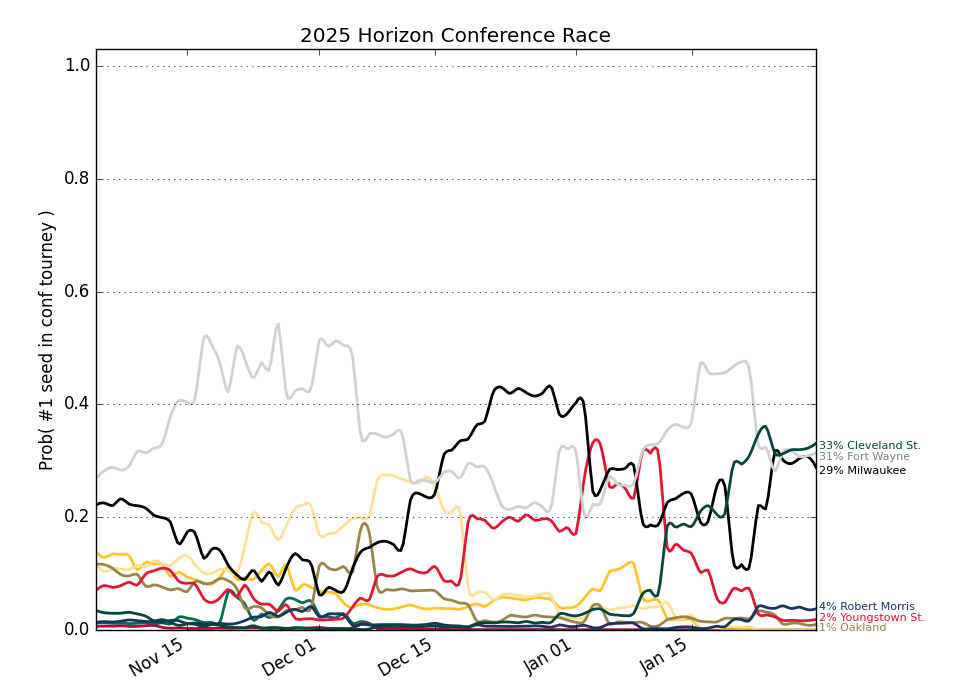 2025 Horizon Conference Race
Prob( #1 seed in conf tourney )
1.0
0.8
0.6
0.4
0.2
0.0
Nov 15
Dec 01
Dec 15
Jan 01
Jan 15
33% Cleveland St.
31% Fort Wayne
29% Milwaukee
4% Robert Morris
2% Youngstown St.
1% Oakland